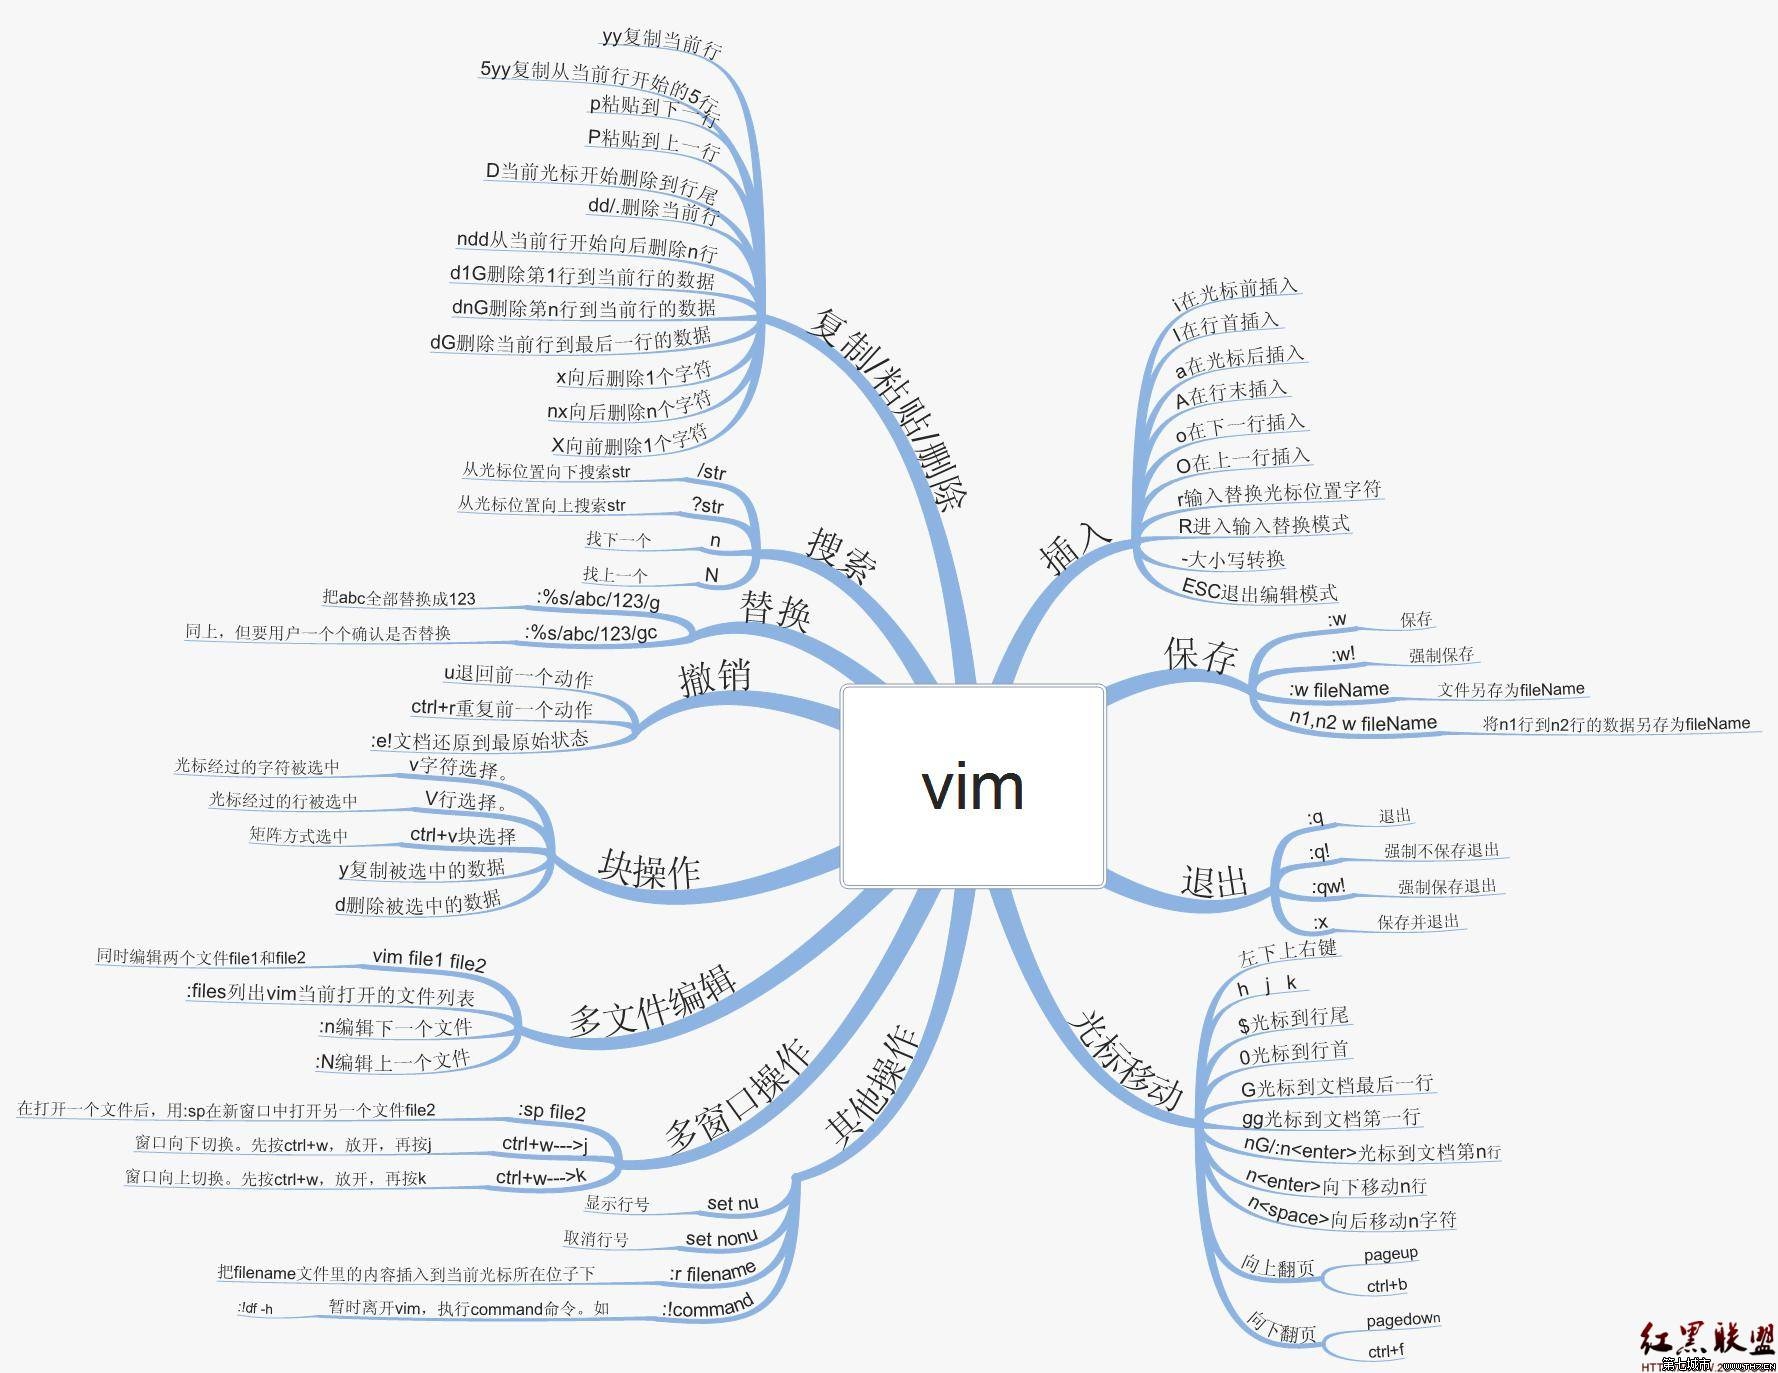 vim
复制/粘贴/删除
yy复制当前行
5yy复制从当前行开始的5行
p粘贴到下一行
P粘贴到上一行
D当前光标开始删除到行尾
dd/.删除当前行
ndd从当前行开始向后删除n行
d1G删除第1行到当前行的数据
dnG删除第n行到当前行的数据
dG删除当前行到最后一行的数据
x向后删除1个字符
nx向后删除n个字符
X向前删除1个字符
搜索
/str 从光标位置向下搜索str
?str 从光标位置向上搜索str
n 找下一个
N 找上一个
替换
:%s/abc/123/g 把abc全部替换成123
:%s/abc/123/gc 同上，但要用户一个个确认是否替换
撤销
u退回前一个动作
ctrl+r重复前一个动作
:e!文档还原到最原始状态
块操作
v字符选择。 光标经过的字符被选中
V行选择。 光标经过的行被选中
ctrl+v块选择 矩阵方式选中
y复制被选中的数据
d删除被选中的数据
多文件编辑
vim file1 file2 同时编辑两个文件file1和file2
:files列出vim当前打开的文件列表
:n编辑下一个文件
:N编辑上一个文件
多窗口操作
:sp file2 在打开一个文件后，用:sp在新窗口中打开另一个文件file2
ctrl+w--->j 窗口向下切换。先按ctrl+w，放开，再按j
ctrl+w--->k 窗口向上切换。先按ctrl+w，放开，再按k
其他操作
set nu 显示行号
set nonu 取消行号
:r filename 把filename文件里的内容插入到当前光标所在位子下
:!command 暂时离开vim，执行command命令。如 :!df -h
插入
i在光标前插入
I在行首插入
a在光标后插入
A在行末插入
o在下一行插入
O在上一行插入
r输入替换光标位置字符
R进入输入替换模式
-大小写转换
ESC退出编辑模式
保存
:w 保存
:w! 强制保存
:w fileName 文件另存为fileName
n1,n2 w fileName 将n1行到n2行的数据另存为fileName
退出
:q 退出
:q! 强制不保存退出
:qw! 强制保存退出
:x 保存并退出
光标移动
左下上右键
h j k
$光标到行尾
0光标到行首
G光标到文档最后一行
gg光标到文档第一行
nG/:n<enter>光标到文档第n行
n<enter>向下移动n行
n<space>向后移动n字符
向上翻页
pageup
ctrl+b
向下翻页
pagedown
ctrl+f
红黑联盟
第七城市 WWW.TH7.CN